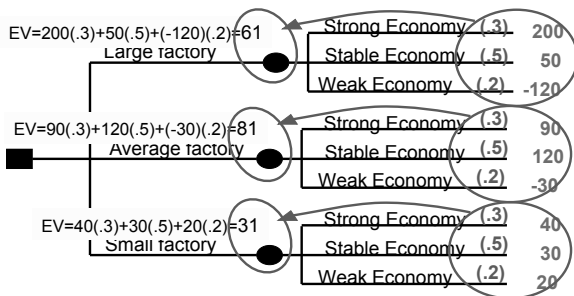 EV=200(.3)+50(.5)+(-120)(.2)=61
Large factory
Strong Economy (.3) 200
Stable Economy (.5) 50
Weak Economy (.2) -120
EV=90(.3)+120(.5)+(-30)(.2)=81
Average factory
Strong Economy (.3) 90
Stable Economy (.5) 120
Weak Economy (.2) -30
EV=40(.3)+30(.5)+20(.2)=31
Small factory
Strong Economy (.3) 40
Stable Economy (.5) 30
Weak Economy (.2) 20